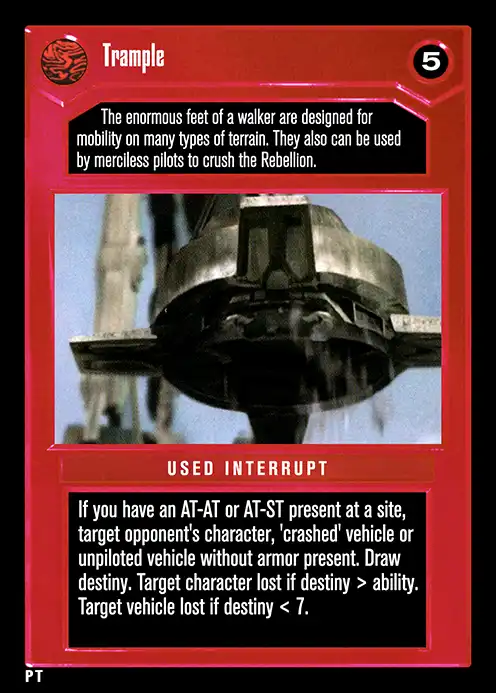 Trample
5
The enormous feet of a walker are designed for
mobility on many types of terrain. They also can be used
by merciless pilots to crush the Rebellion.
USED INTERRUPT
If you have an AT-AT or AT-ST present at a site,
target opponent's character, 'crashed' vehicle or
unpiloted vehicle without armor present. Draw
destiny. Target character lost if destiny > ability.
Target vehicle lost if destiny < 7.
PT